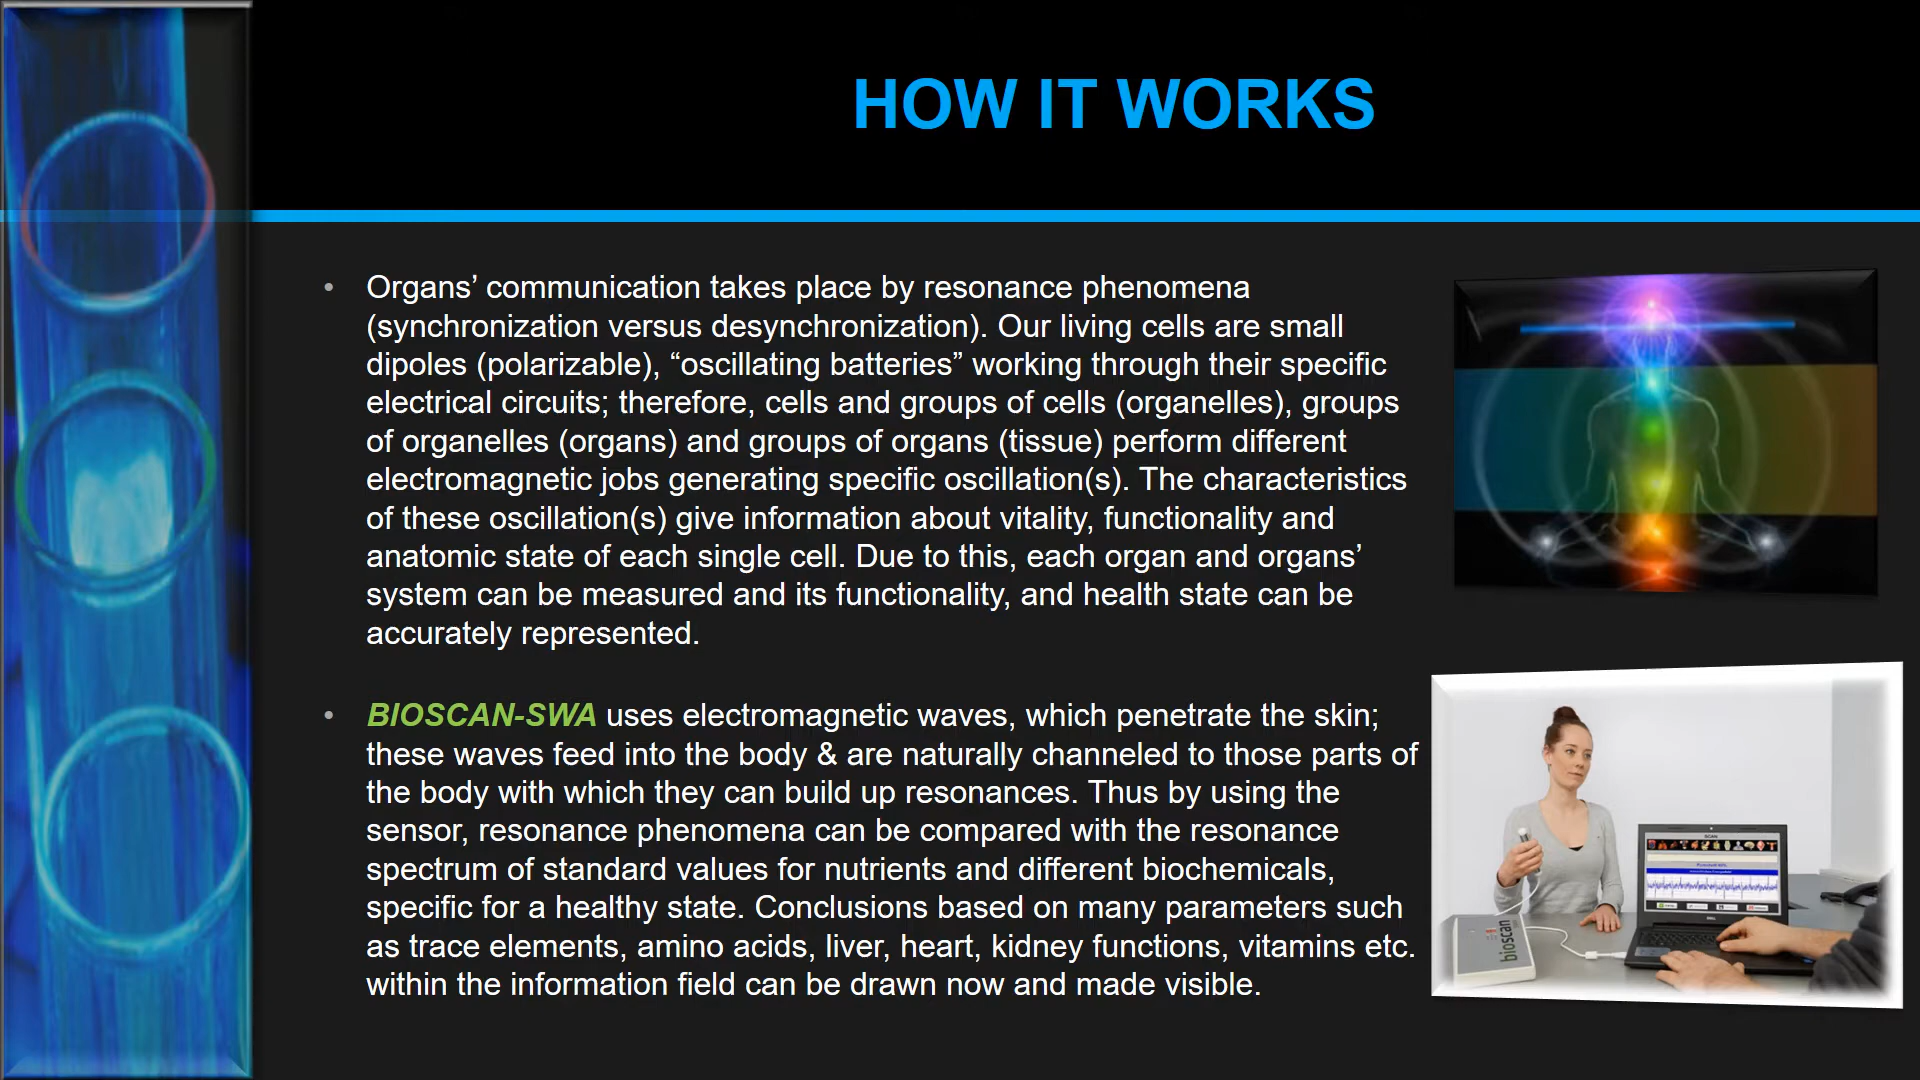 HOW IT WORKS
• Organs’ communication takes place by resonance phenomena
(synchronization versus desynchronization). Our living cells are small
dipoles (polarizable), “oscillating batteries” working through their specific
electrical circuits; therefore, cells and groups of cells (organelles), groups
of organelles (organs) and groups of organs (tissue) perform different
electromagnetic jobs generating specific oscillation(s). The characteristics
of these oscillation(s) give information about vitality, functionality and
anatomic state of each single cell. Due to this, each organ and organs’
system can be measured and its functionality, and health state can be
accurately represented.
• BIOSCAN-SWA uses electromagnetic waves, which penetrate the skin;
these waves feed into the body & are naturally channeled to those parts of
the body with which they can build up resonances. Thus by using the
sensor, resonance phenomena can be compared with the resonance
spectrum of standard values for nutrients and different biochemicals,
specific for a healthy state. Conclusions based on many parameters such
as trace elements, amino acids, liver, heart, kidney functions, vitamins etc.
within the information field can be drawn now and made visible.
bioscan